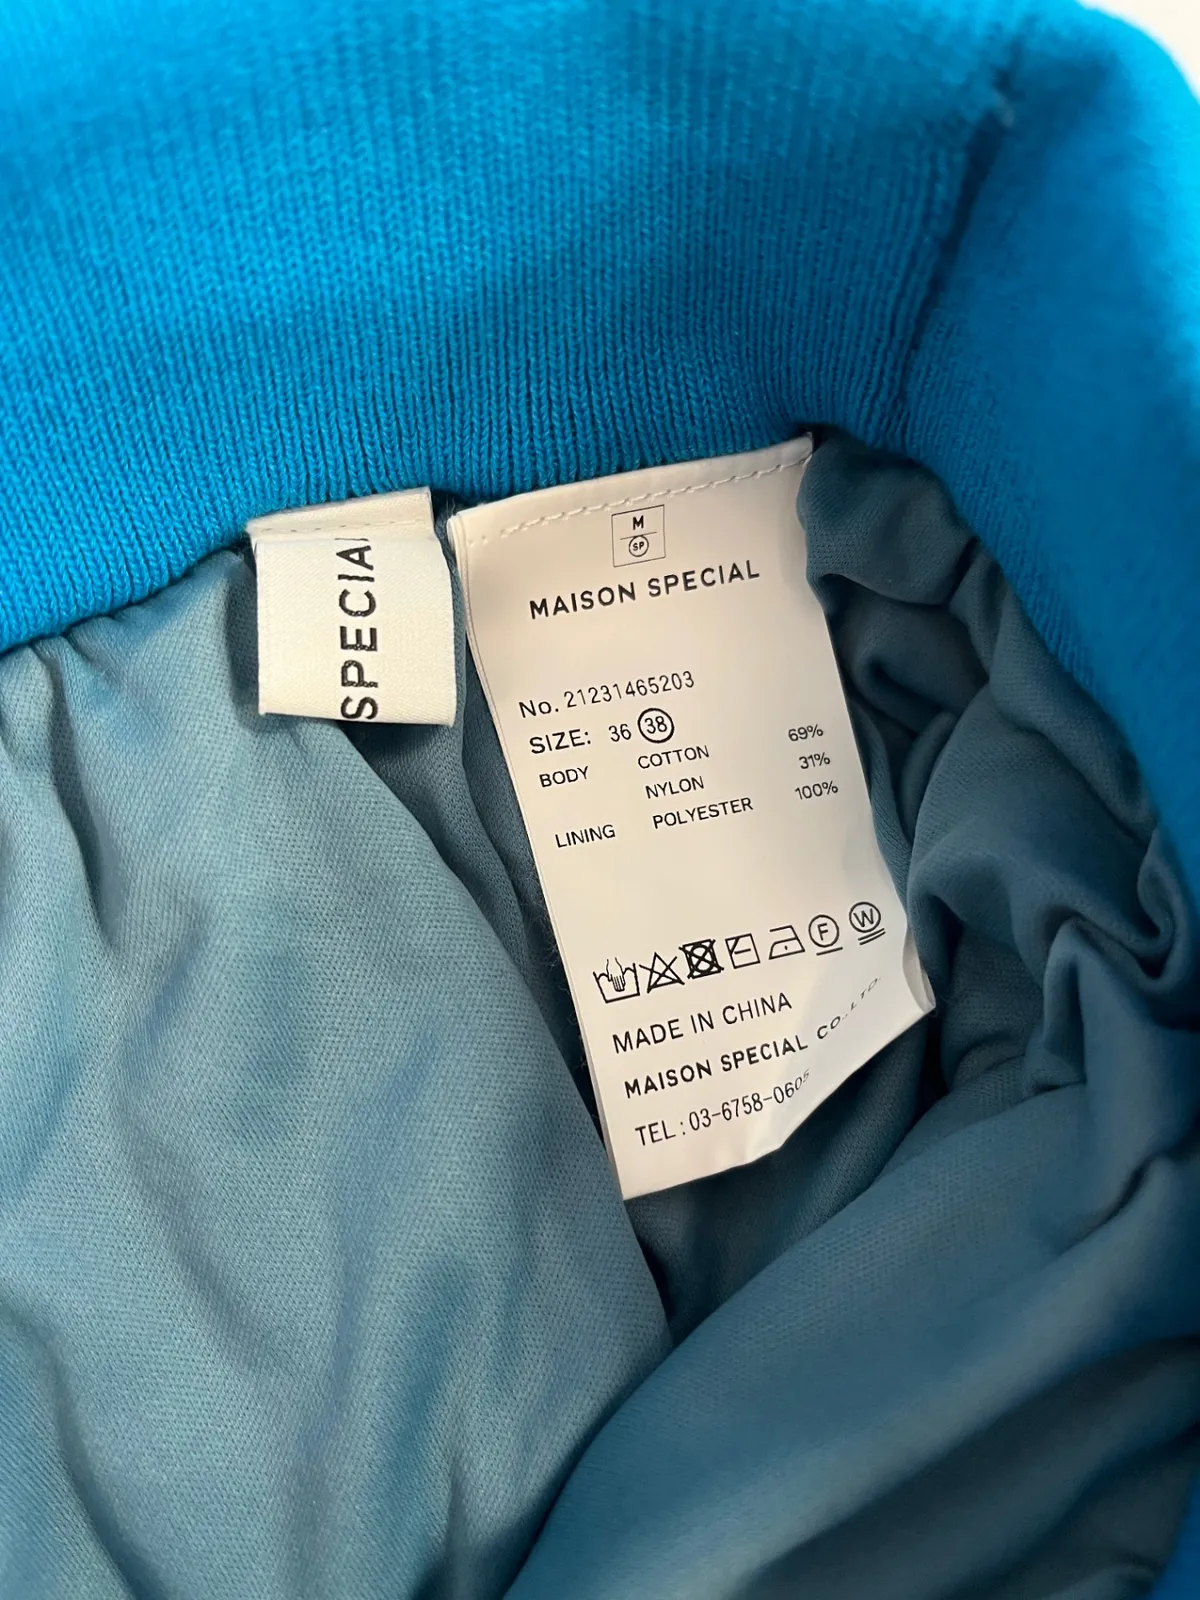 SPECIA
M
SP
MAISON SPECIAL
No. 21231465203
SIZE: 36 38
BODY COTTON 69%
NYLON 31%
LINING POLYESTER 100%
F W
MADE IN CHINA
MAISON SPECIAL CO.,LTD.
TEL : 03-6758-0605